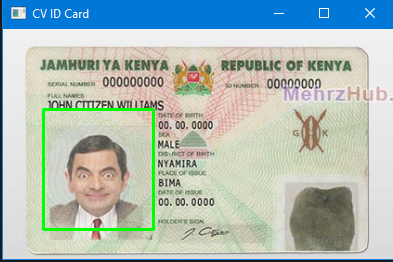 CV ID Card
JAMHURI YA KENYA REPUBLIC OF KENYA
SERIAL NUMBER 000000000 ID NUMBER 00000000
MehrzHub.
FULL NAMES
JOHN CITIZEN WILLIAMS
DATE OF BIRTH
00. 00. 0000
SEX
MALE
G K
DISTRICT OF BIRTH
NYAMIRA
PLACE OF ISSUE
BIMA
DATE OF ISSUE
00. 00. 0000
HOLDER'S SIGN.